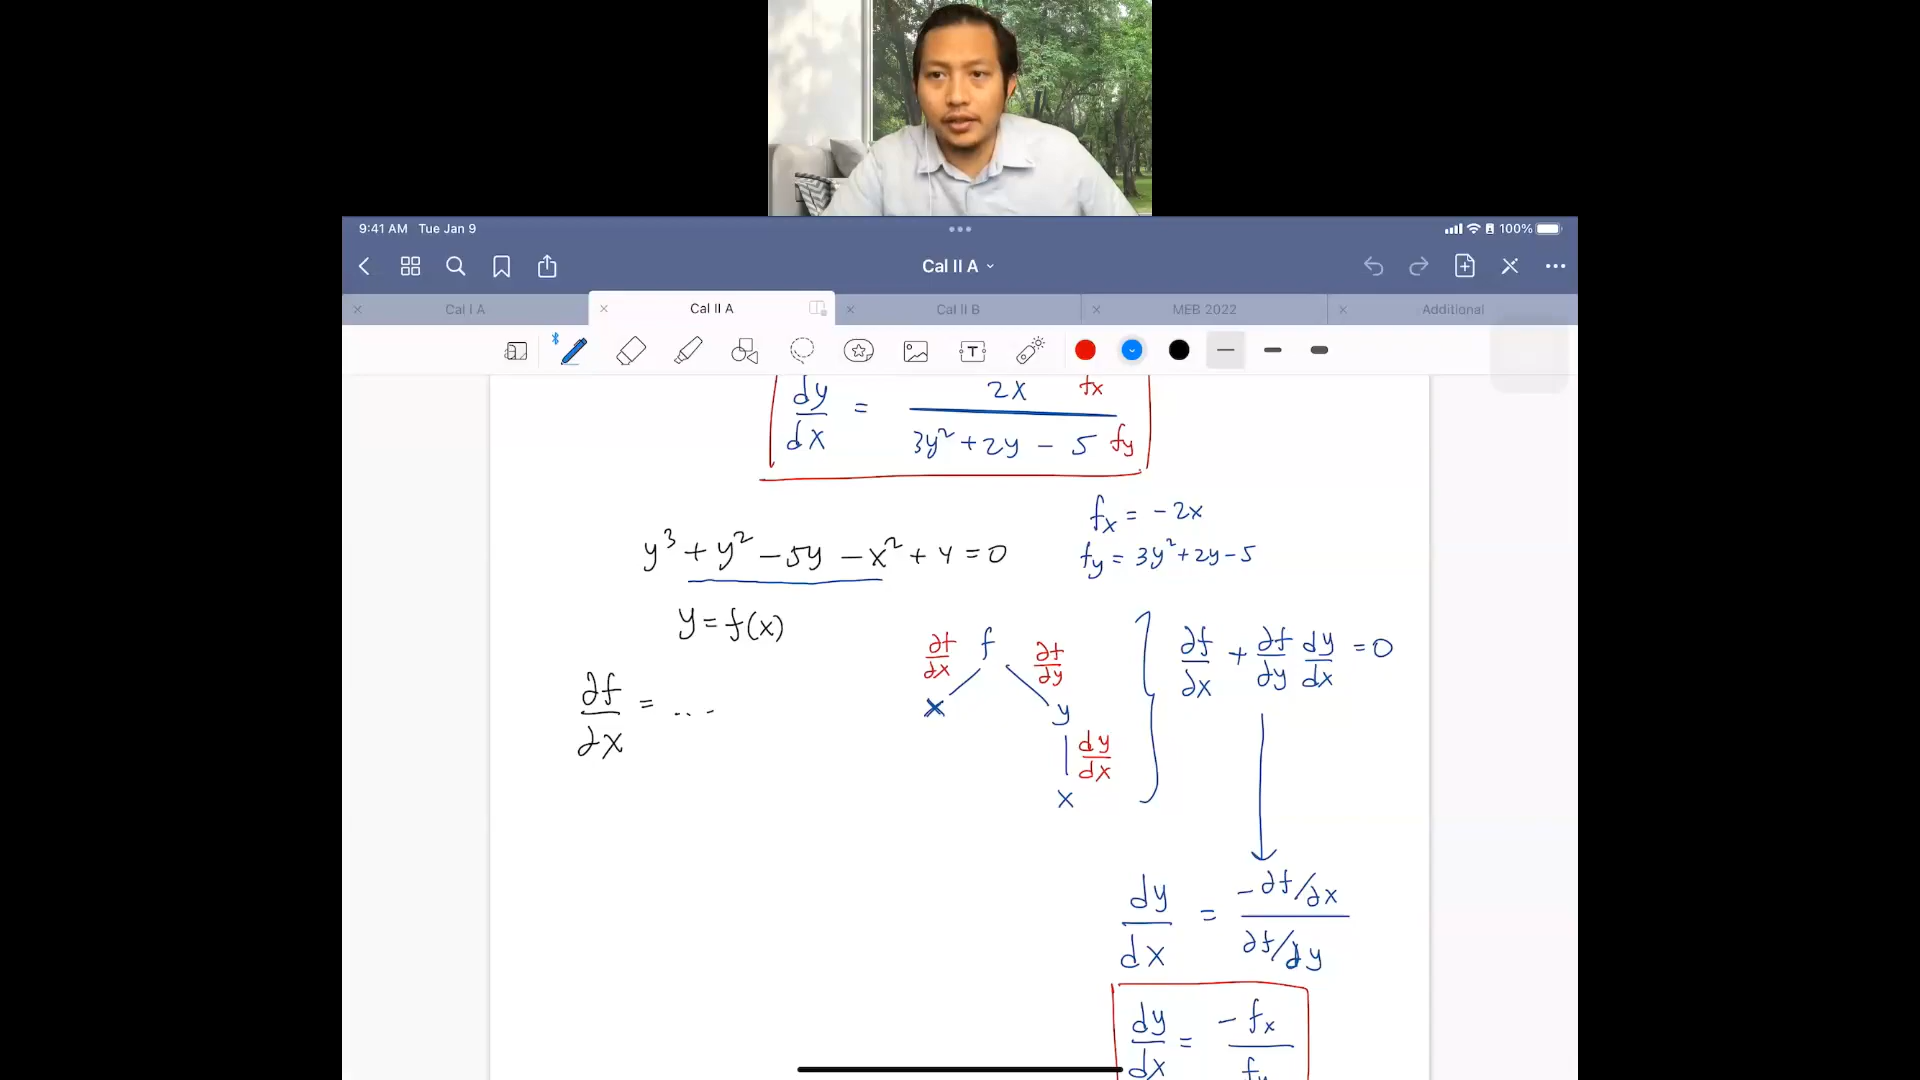 9:41 AM Tue Jan 9
100%
Cal II A
Cal I A
Cal II A
Cal II B
MEB 2022
Additional
T
dy/dx = 2x fx / 3y² + 2y - 5 fy
fx = -2x
y³ + y² - 5y - x² + 4 = 0
fy = 3y² + 2y - 5
y = f(x)
∂f/∂x = ...
∂f/∂x f ∂f/∂y
x y
dy/dx
x
∂f/∂x + ∂f/∂y dy/dx = 0
dy/dx = -∂f/∂x / ∂f/∂y
dy/dx = -fx / fy